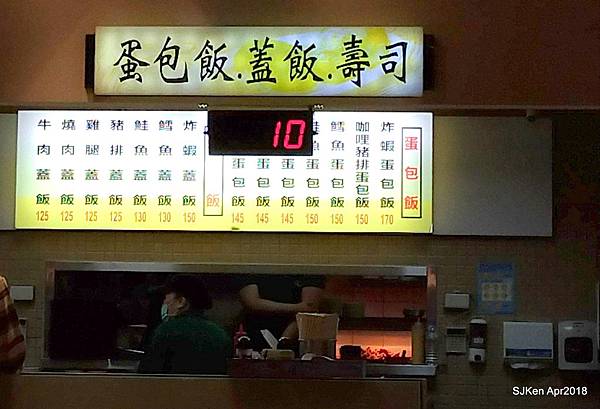 蛋包飯.蓋飯.壽司
10
牛肉蓋飯 125
燒肉蓋飯 125
雞腿蓋飯 125
豬排蓋飯 125
鮭魚蓋飯 130
鱈魚蓋飯 130
炸蝦蓋飯 150
飯
蛋包飯 145
蛋包飯 145
蛋包飯 145
鮭魚蛋包飯 150
鱈魚蛋包飯 150
咖哩豬排蛋包飯 150
炸蝦蛋包飯 170
蛋包飯
SJKen Apr2018